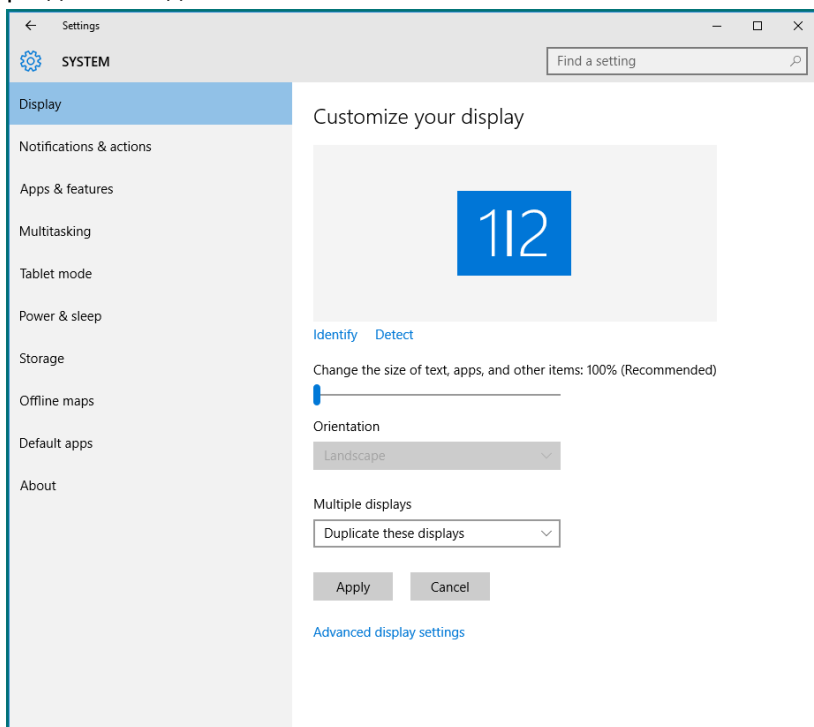 Settings
SYSTEM
Find a setting
Display
Notifications & actions
Apps & features
Multitasking
Tablet mode
Power & sleep
Storage
Offline maps
Default apps
About
Customize your display
1|2
Identify Detect
Change the size of text, apps, and other items: 100% (Recommended)
Orientation
Landscape
Multiple displays
Duplicate these displays
Apply Cancel
Advanced display settings